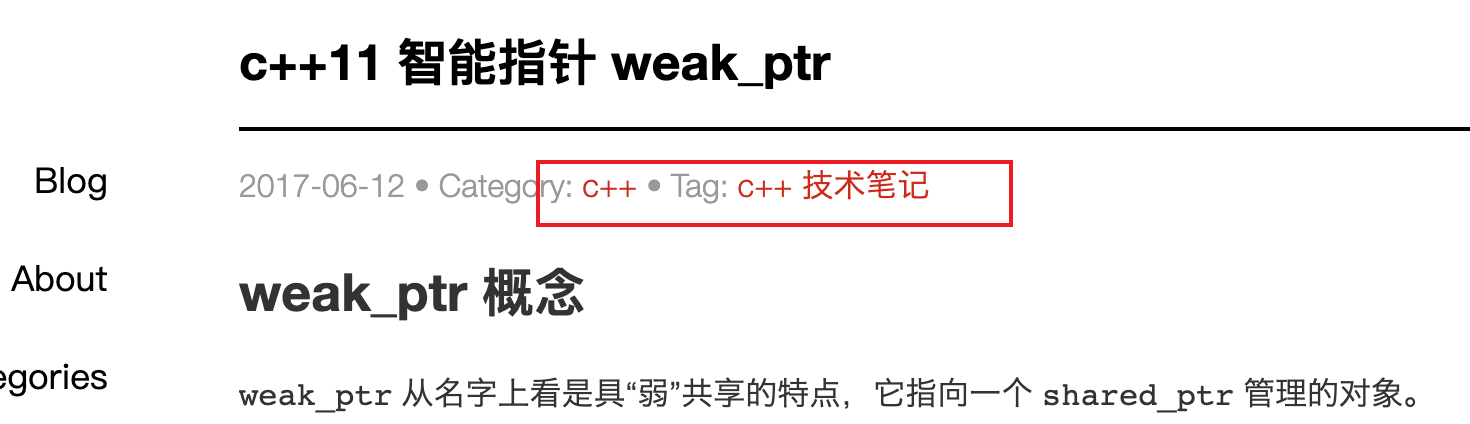 c++11 智能指针 weak_ptr
Blog
2017-06-12 • Category: c++ • Tag: c++ 技术笔记
About
weak_ptr 概念
egories
weak_ptr 从名字上看是具“弱”共享的特点，它指向一个 shared_ptr 管理的对象。